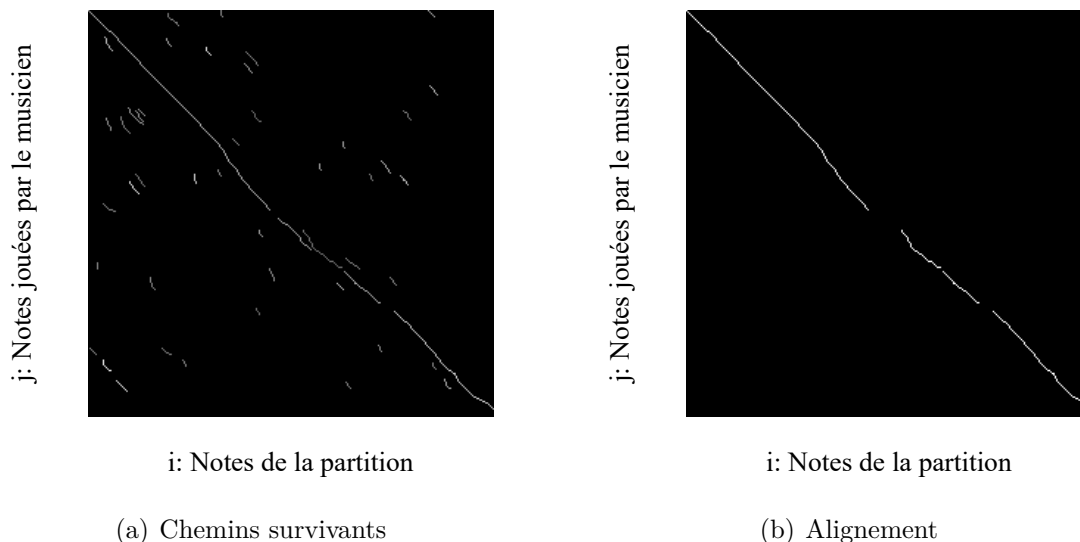 j: Notes jouées par le musicien
i: Notes de la partition
(a) Chemins survivants
j: Notes jouées par le musicien
i: Notes de la partition
(b) Alignement